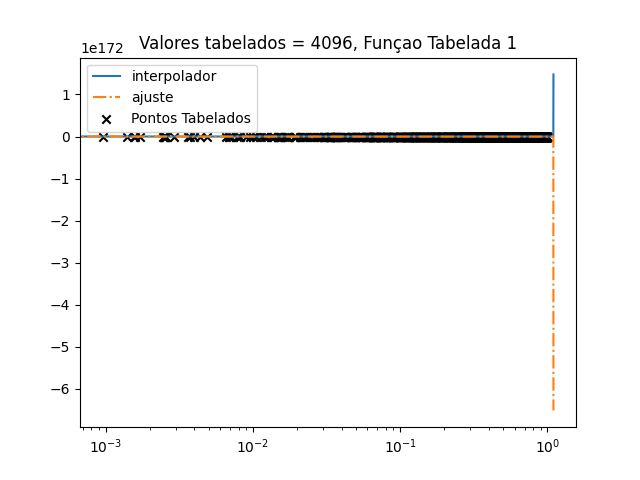 1e172
Valores tabelados = 4096, Funçao Tabelada 1
interpolador
ajuste
Pontos Tabelados
1
0
−1
−2
−3
−4
−5
−6
10⁻³
10⁻²
10⁻¹
10⁰